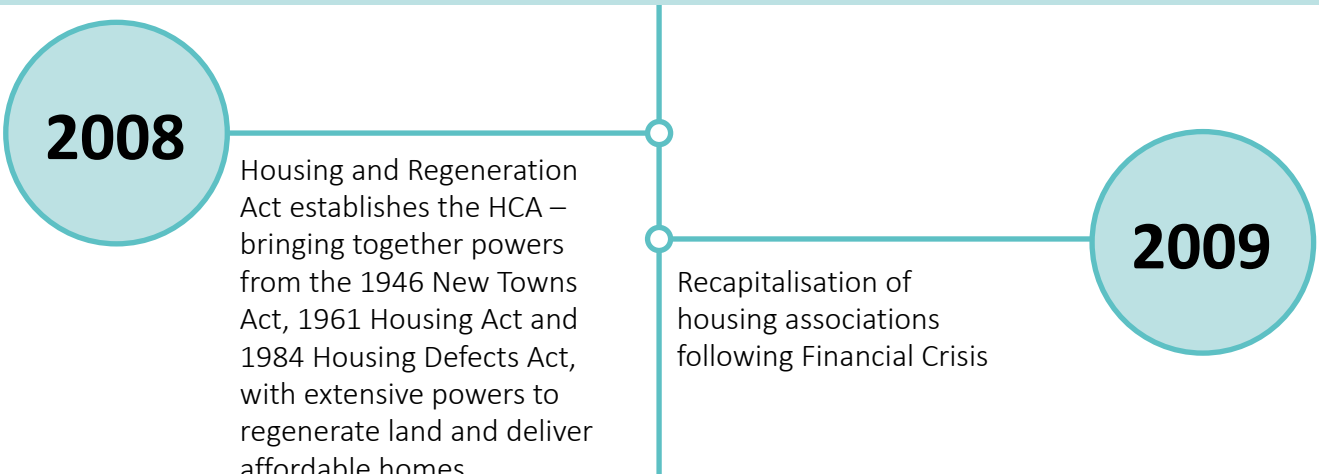 2008
Housing and Regeneration
Act establishes the HCA –
bringing together powers
from the 1946 New Towns
Act, 1961 Housing Act and
1984 Housing Defects Act,
with extensive powers to
regenerate land and deliver
affordable homes
2009
Recapitalisation of
housing associations
following Financial Crisis